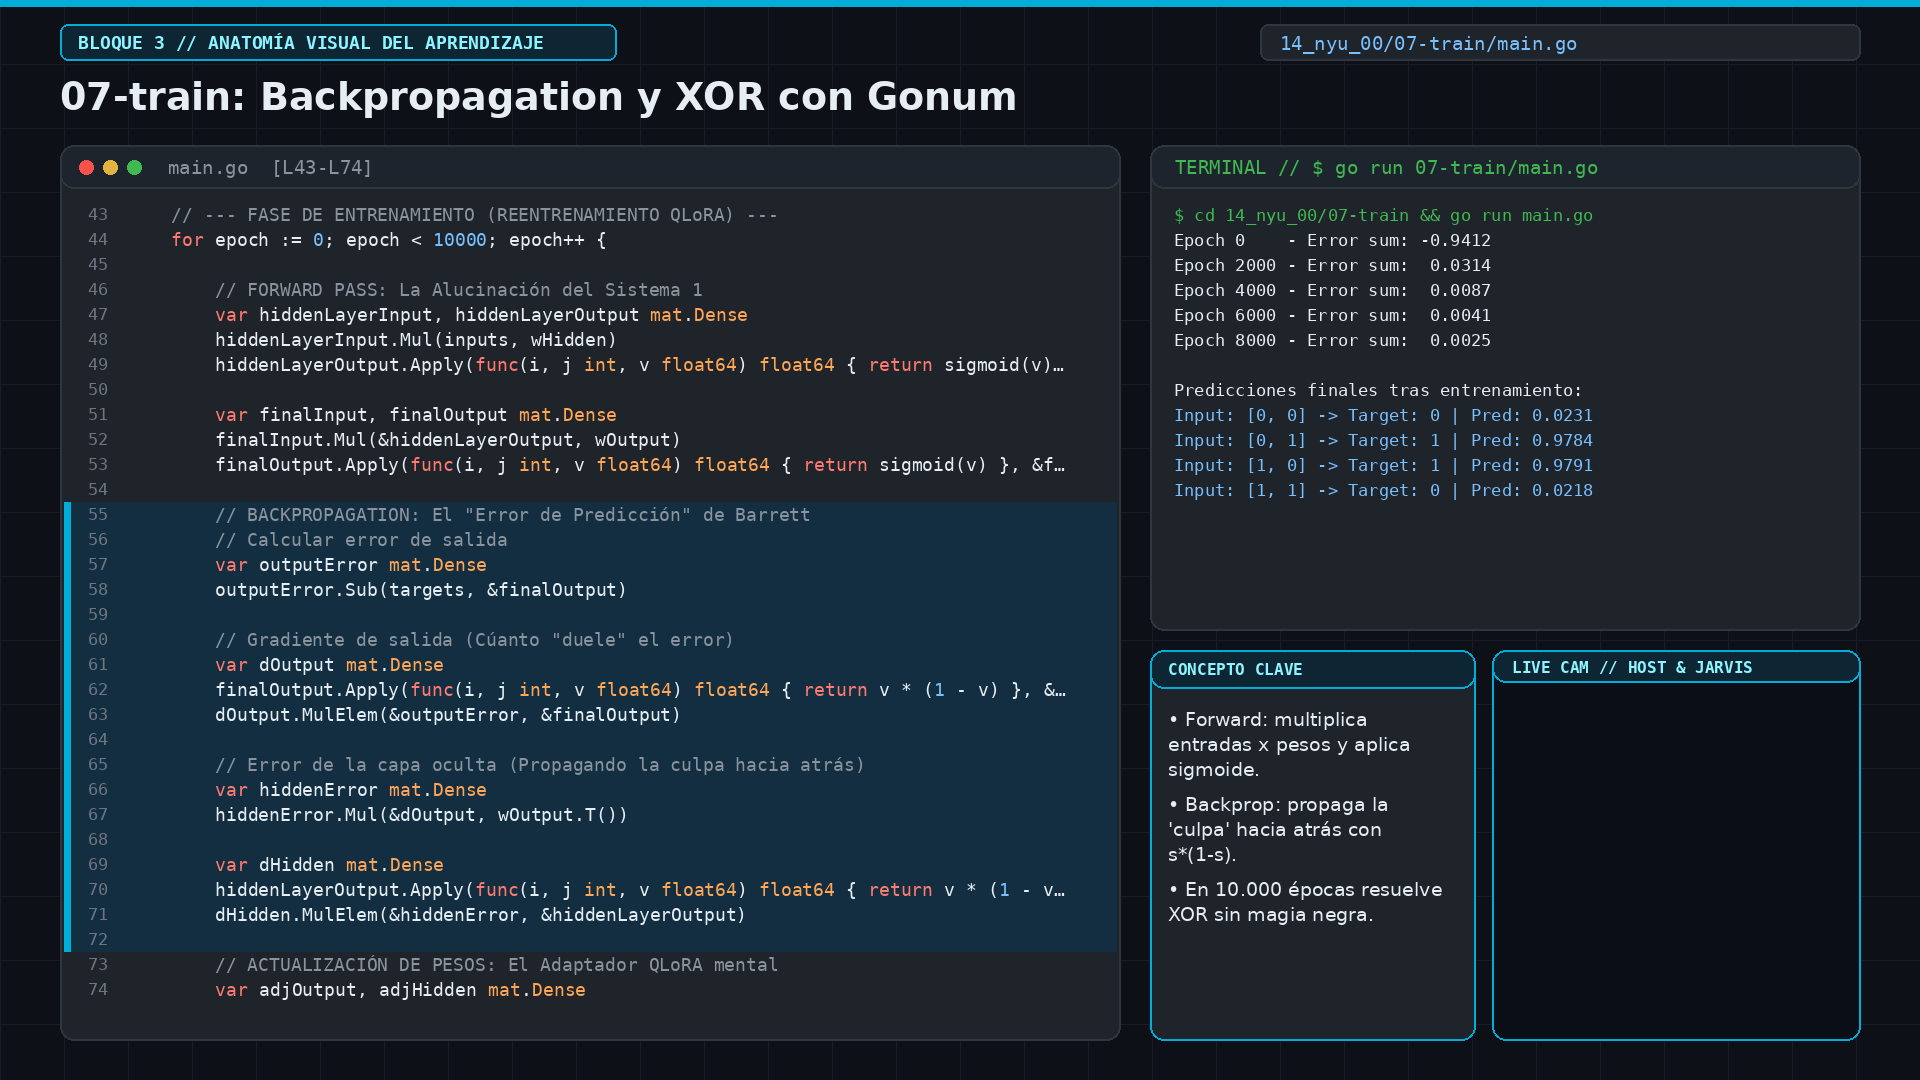 BLOQUE 3 // ANATOMÍA VISUAL DEL APRENDIZAJE
14_nyu_00/07-train/main.go
07-train: Backpropagation y XOR con Gonum
main.go  [L43-L74]
43 // --- FASE DE ENTRENAMIENTO (REENTRENAMIENTO QLoRA) ---
44 for epoch := 0; epoch < 10000; epoch++ {
45
46 // FORWARD PASS: La Alucinación del Sistema 1
47 var hiddenLayerInput, hiddenLayerOutput mat.Dense
48 hiddenLayerInput.Mul(inputs, wHidden)
49 hiddenLayerOutput.Apply(func(i, j int, v float64) float64 { return sigmoid(v)…
50
51 var finalInput, finalOutput mat.Dense
52 finalInput.Mul(&hiddenLayerOutput, wOutput)
53 finalOutput.Apply(func(i, j int, v float64) float64 { return sigmoid(v) }, &f…
54
55 // BACKPROPAGATION: El "Error de Predicción" de Barrett
56 // Calcular error de salida
57 var outputError mat.Dense
58 outputError.Sub(targets, &finalOutput)
59
60 // Gradiente de salida (Cúanto "duele" el error)
61 var dOutput mat.Dense
62 finalOutput.Apply(func(i, j int, v float64) float64 { return v * (1 - v) }, &…
63 dOutput.MulElem(&outputError, &finalOutput)
64
65 // Error de la capa oculta (Propagando la culpa hacia atrás)
66 var hiddenError mat.Dense
67 hiddenError.Mul(&dOutput, wOutput.T())
68
69 var dHidden mat.Dense
70 hiddenLayerOutput.Apply(func(i, j int, v float64) float64 { return v * (1 - v…
71 dHidden.MulElem(&hiddenError, &hiddenLayerOutput)
72
73 // ACTUALIZACIÓN DE PESOS: El Adaptador QLoRA mental
74 var adjOutput, adjHidden mat.Dense
TERMINAL // $ go run 07-train/main.go
$ cd 14_nyu_00/07-train && go run main.go
Epoch 0    - Error sum: -0.9412
Epoch 2000 - Error sum:  0.0314
Epoch 4000 - Error sum:  0.0087
Epoch 6000 - Error sum:  0.0041
Epoch 8000 - Error sum:  0.0025
Predicciones finales tras entrenamiento:
Input: [0, 0] -> Target: 0 | Pred: 0.0231
Input: [0, 1] -> Target: 1 | Pred: 0.9784
Input: [1, 0] -> Target: 1 | Pred: 0.9791
Input: [1, 1] -> Target: 0 | Pred: 0.0218
CONCEPTO CLAVE
• Forward: multiplica
entradas x pesos y aplica
sigmoide.
• Backprop: propaga la
'culpa' hacia atrás con
s*(1-s).
• En 10.000 épocas resuelve
XOR sin magia negra.
LIVE CAM // HOST & JARVIS